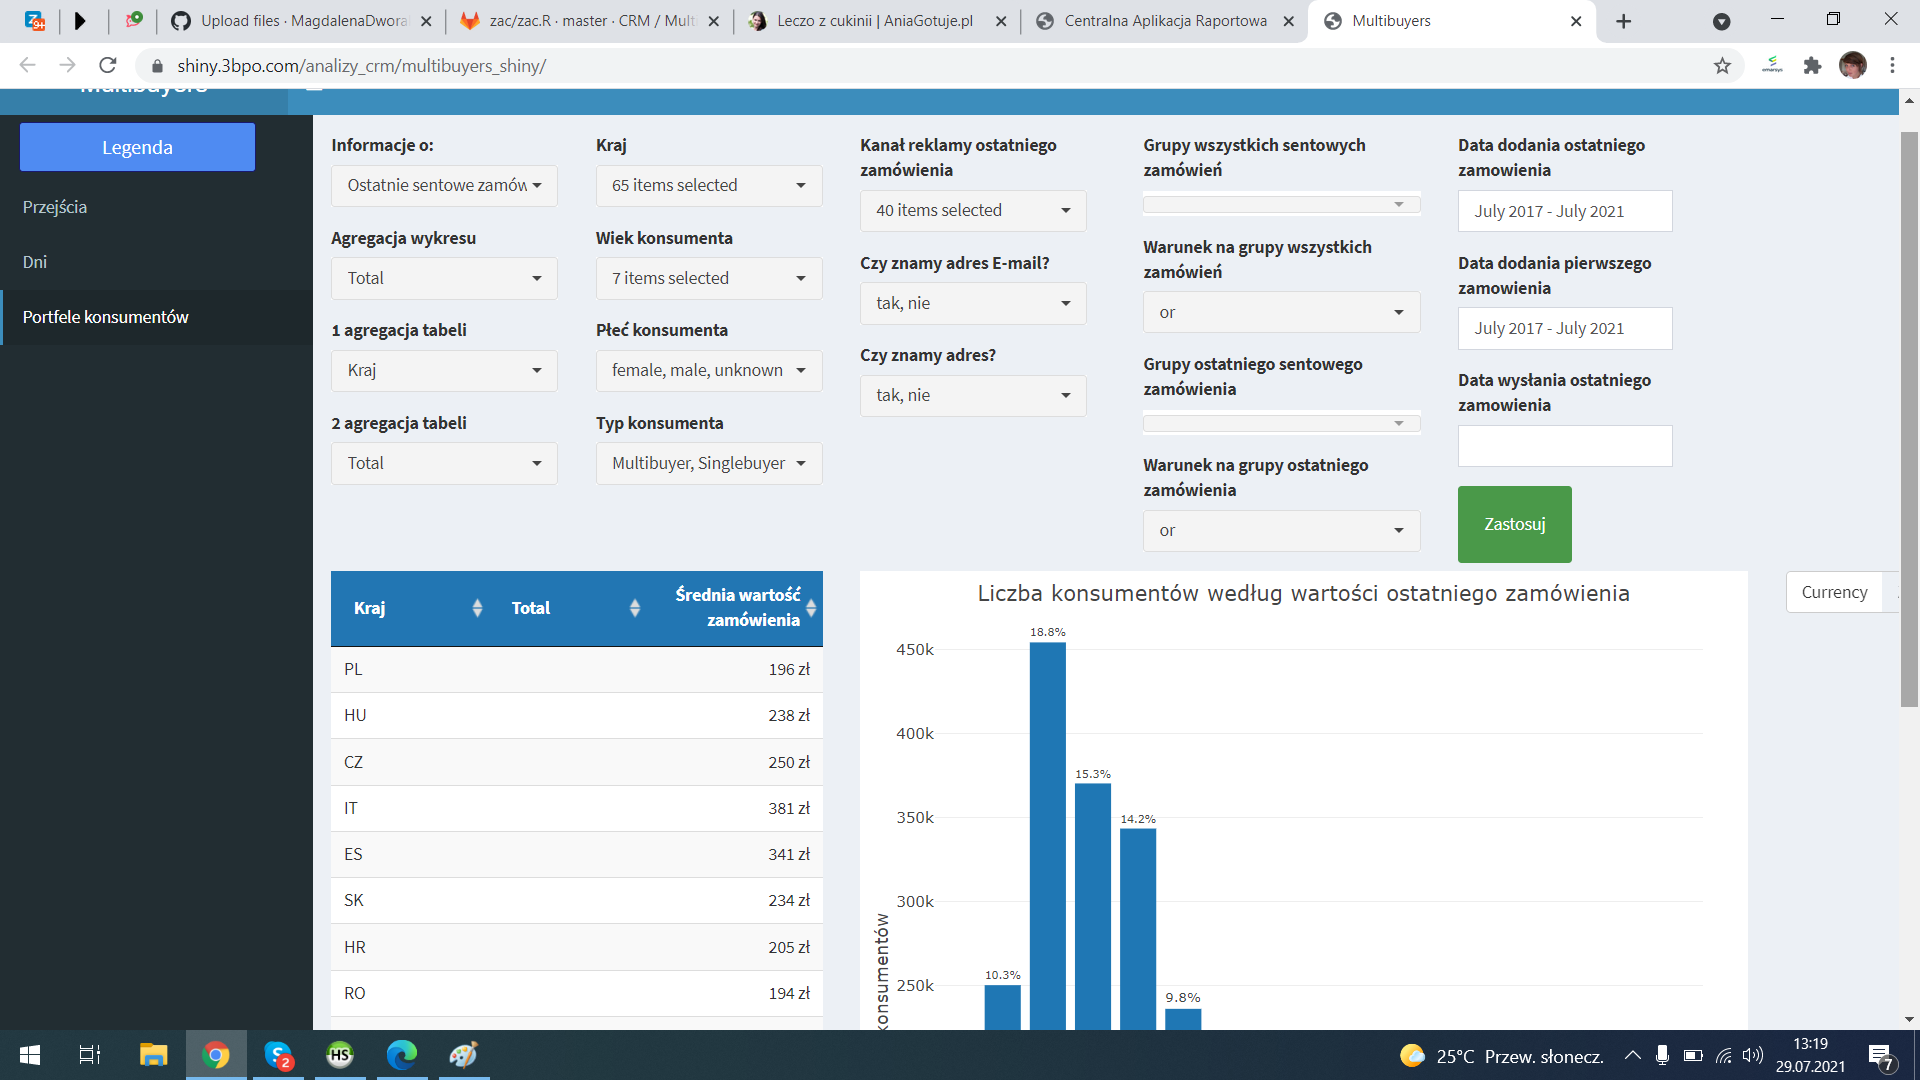 Upload files · MagdalenaDwora
zac/zac.R · master · CRM / Mult
Leczo z cukinii | AniaGotuje.pl
Centralna Aplikacja Raportowa
Multibuyers
shiny.3bpo.com/analizy_crm/multibuyers_shiny/
emarsys
Multibuyers
Legenda
Przejścia
Dni
Portfele konsumentów
Informacje o:
Ostatnie sentowe zamów
Agregacja wykresu
Total
1 agregacja tabeli
Kraj
2 agregacja tabeli
Total
Kraj
65 items selected
Wiek konsumenta
7 items selected
Płeć konsumenta
female, male, unknown
Typ konsumenta
Multibuyer, Singlebuyer
Kanał reklamy ostatniego
zamówienia
40 items selected
Czy znamy adres E-mail?
tak, nie
Czy znamy adres?
tak, nie
Grupy wszystkich sentowych
zamówień
Warunek na grupy wszystkich
zamówień
or
Grupy ostatniego sentowego
zamówienia
Warunek na grupy ostatniego
zamówienia
or
Data dodania ostatniego
zamowienia
July 2017 - July 2021
Data dodania pierwszego
zamowienia
July 2017 - July 2021
Data wysłania ostatniego
zamowienia
Zastosuj
Kraj Total Średnia wartość
zamówienia
PL 196 zł
HU 238 zł
CZ 250 zł
IT 381 zł
ES 341 zł
SK 234 zł
HR 205 zł
RO 194 zł
Liczba konsumentów według wartości ostatniego zamówienia
450k
400k
350k
300k
250k
konsumentów
10.3%
18.8%
15.3%
14.2%
9.8%
Currency
HS
S
2
25°C Przew. słonecz.
13:19
29.07.2021
7